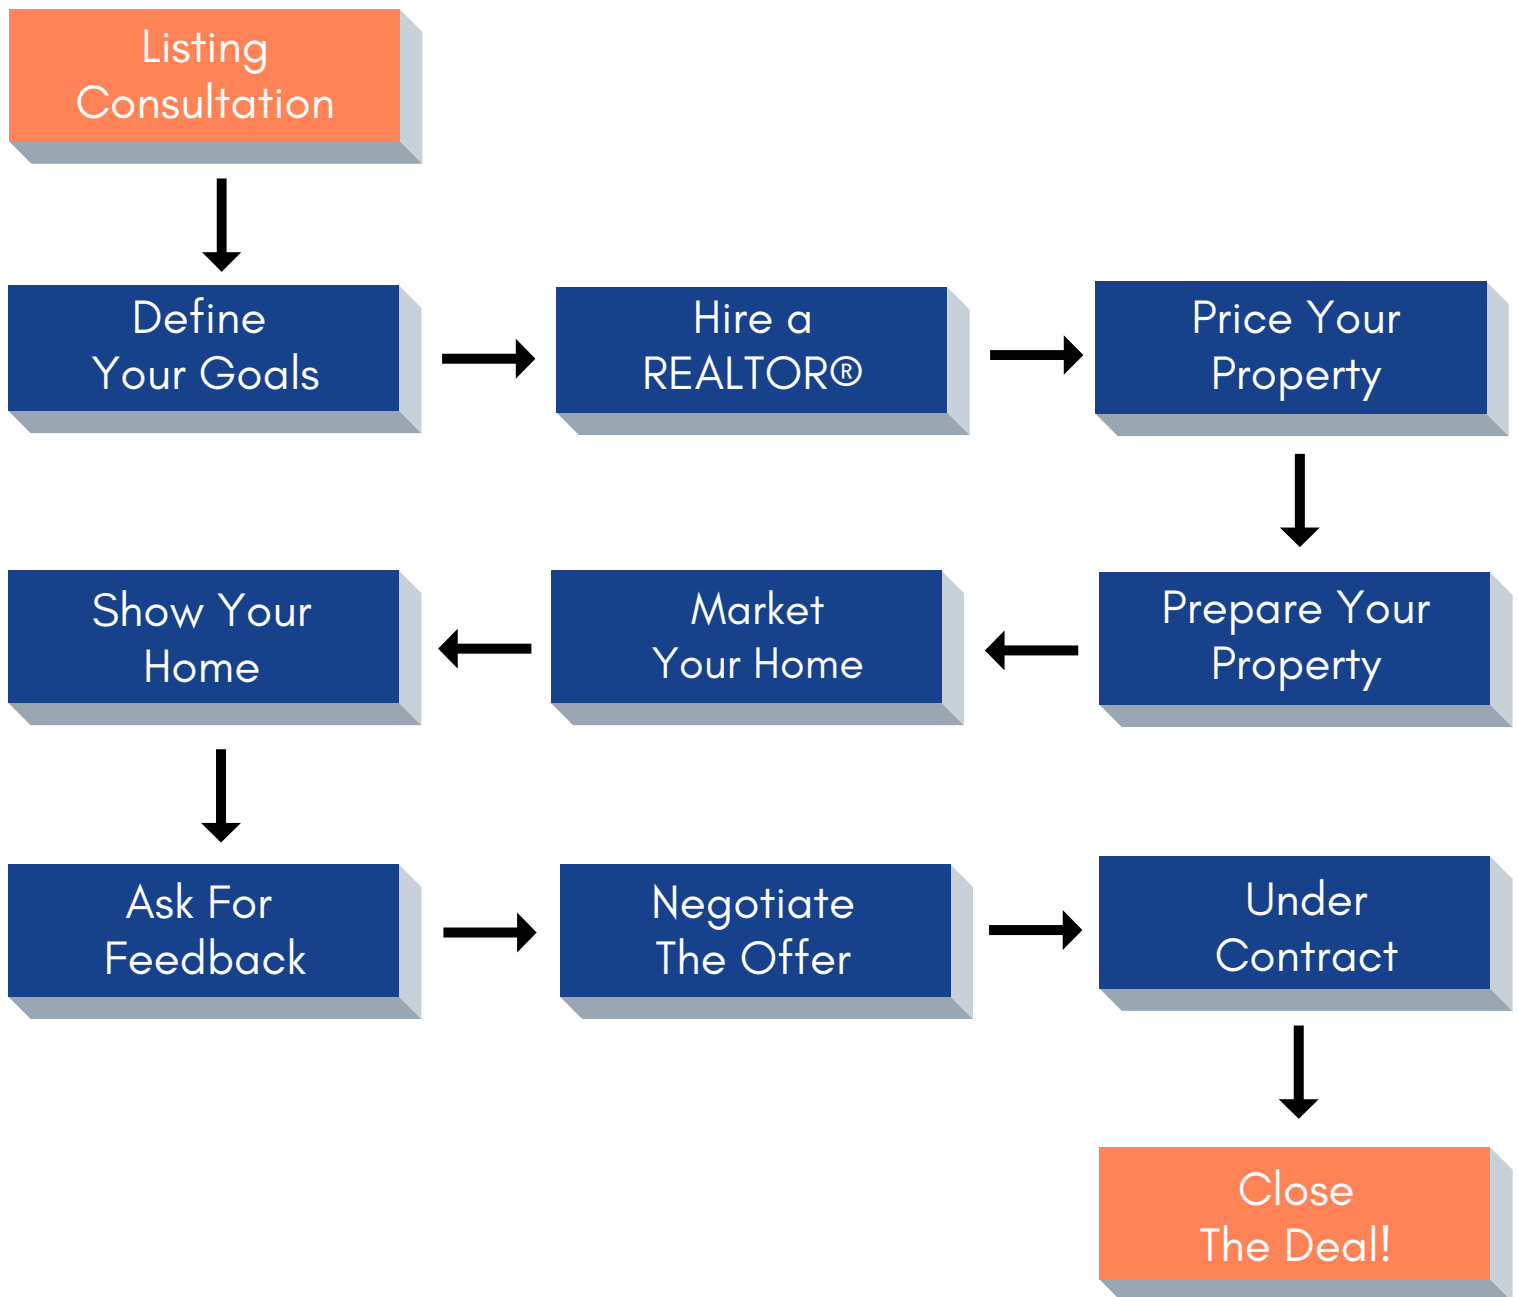 Listing
Consultation
Define
Your Goals
Hire a
REALTOR®
Price Your
Property
Prepare Your
Property
Market
Your Home
Show Your
Home
Ask For
Feedback
Negotiate
The Offer
Under
Contract
Close
The Deal!